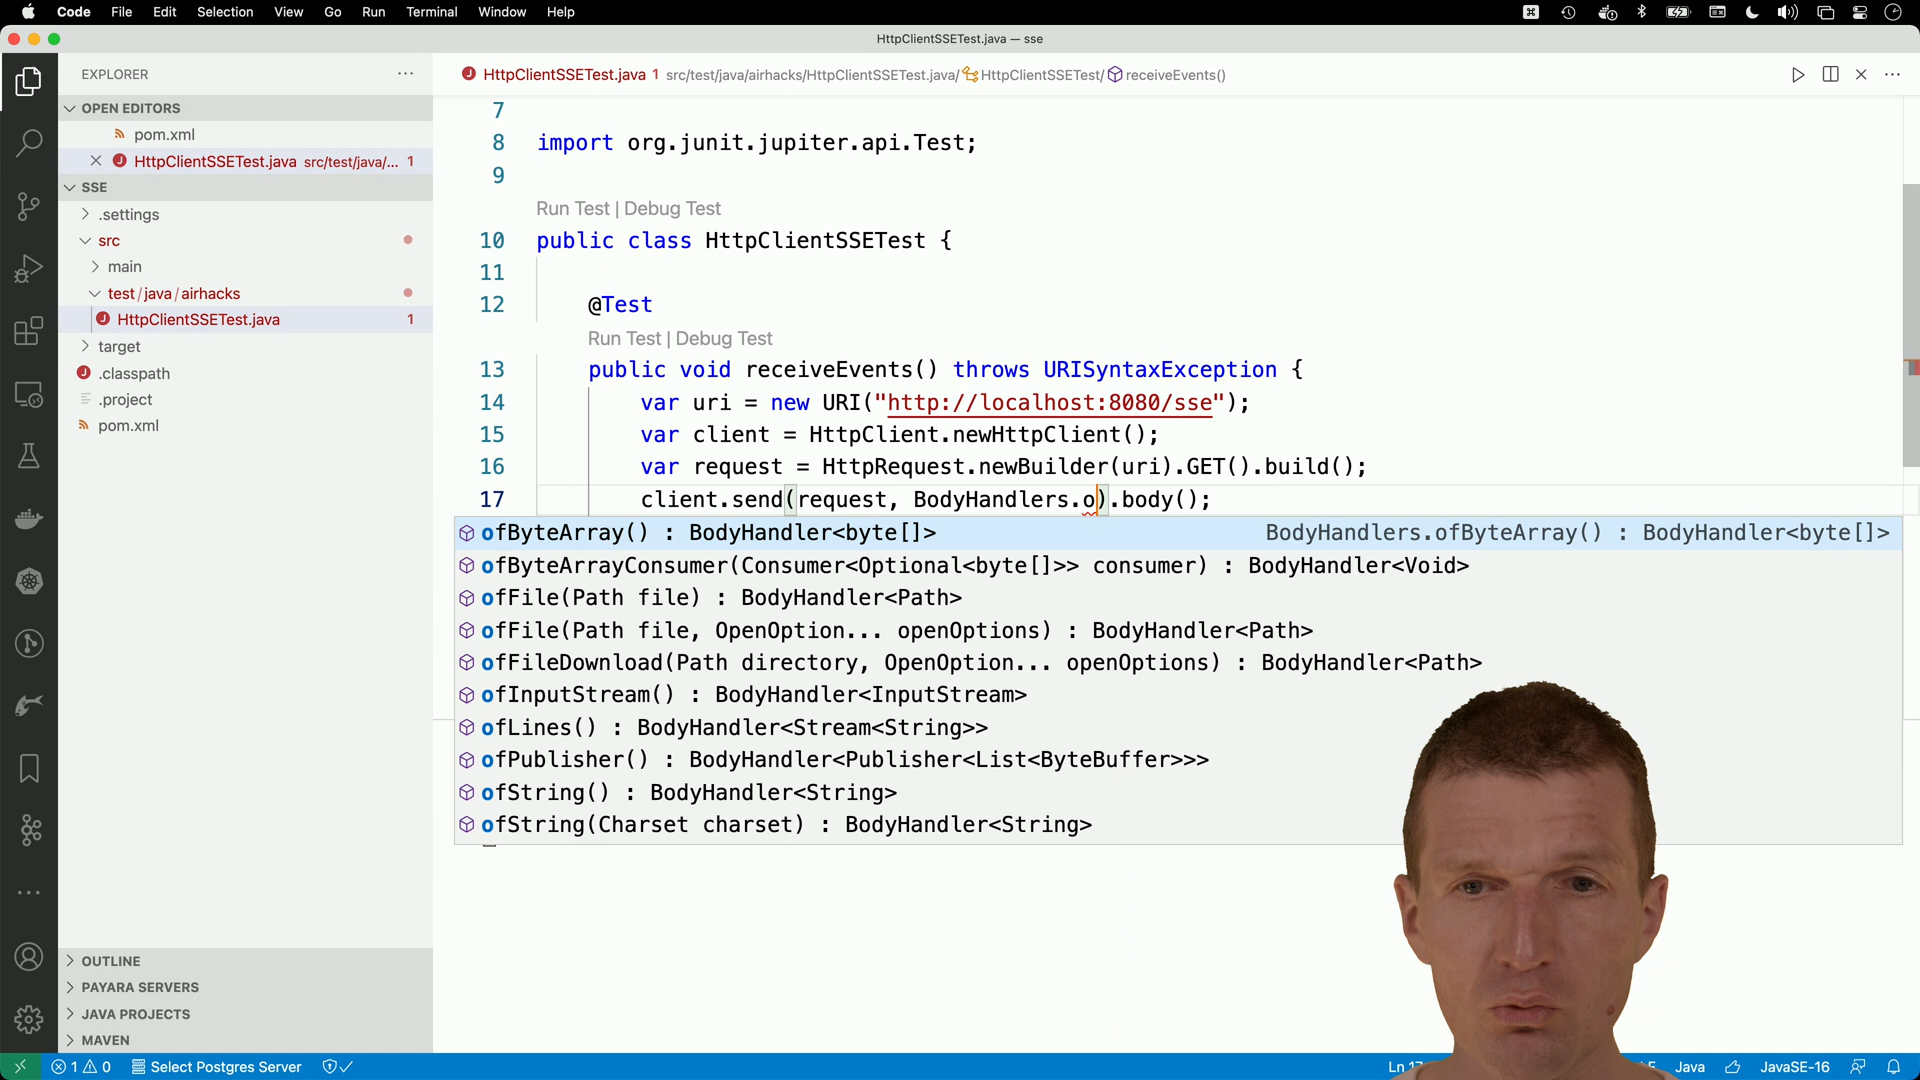 Code File Edit Selection View Go Run Terminal Window Help
HttpClientSSETest.java — sse
EXPLORER
OPEN EDITORS
pom.xml
HttpClientSSETest.java src/test/java/... 1
SSE
.settings
src
main
test/java/airhacks
HttpClientSSETest.java 1
target
.classpath
.project
pom.xml
OUTLINE
PAYARA SERVERS
JAVA PROJECTS
MAVEN
HttpClientSSETest.java 1 src/test/java/airhacks/HttpClientSSETest.java/ HttpClientSSETest/ receiveEvents()
7
8 import org.junit.jupiter.api.Test;
9
Run Test | Debug Test
10 public class HttpClientSSETest {
11
12 @Test
Run Test | Debug Test
13 public void receiveEvents() throws URISyntaxException {
14 var uri = new URI("http://localhost:8080/sse");
15 var client = HttpClient.newHttpClient();
16 var request = HttpRequest.newBuilder(uri).GET().build();
17 client.send(request, BodyHandlers.o).body();
ofByteArray() : BodyHandler<byte[]> BodyHandlers.ofByteArray() : BodyHandler<byte[]>
ofByteArrayConsumer(Consumer<Optional<byte[]>> consumer) : BodyHandler<Void>
ofFile(Path file) : BodyHandler<Path>
ofFile(Path file, OpenOption... openOptions) : BodyHandler<Path>
ofFileDownload(Path directory, OpenOption... openOptions) : BodyHandler<Path>
ofInputStream() : BodyHandler<InputStream>
ofLines() : BodyHandler<Stream<String>>
ofPublisher() : BodyHandler<Publisher<List<ByteBuffer>>>
ofString() : BodyHandler<String>
ofString(Charset charset) : BodyHandler<String>
1 0 Select Postgres Server Ln 17 Java JavaSE-16